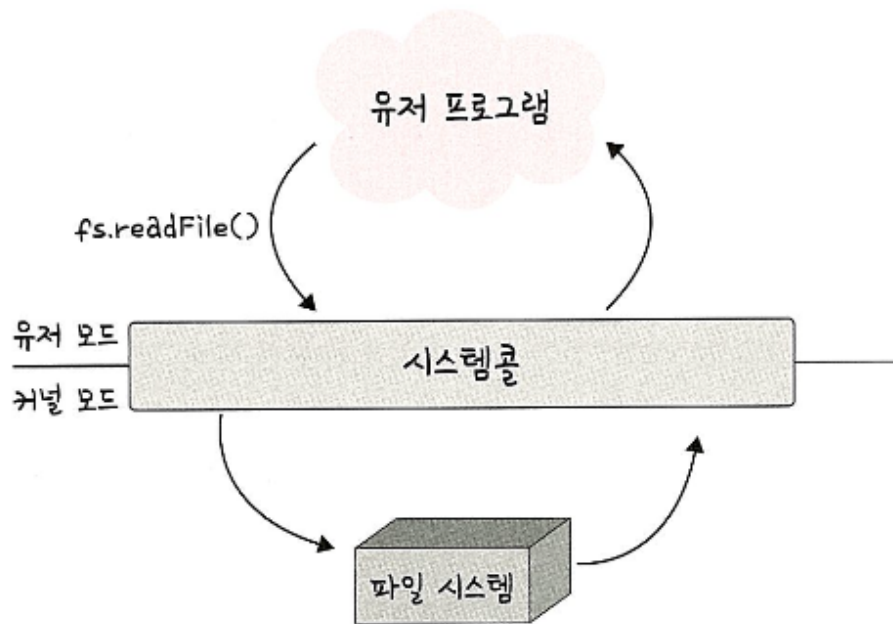 유저 프로그램
fs.readFile()
유저 모드
시스템콜
커널 모드
파일 시스템